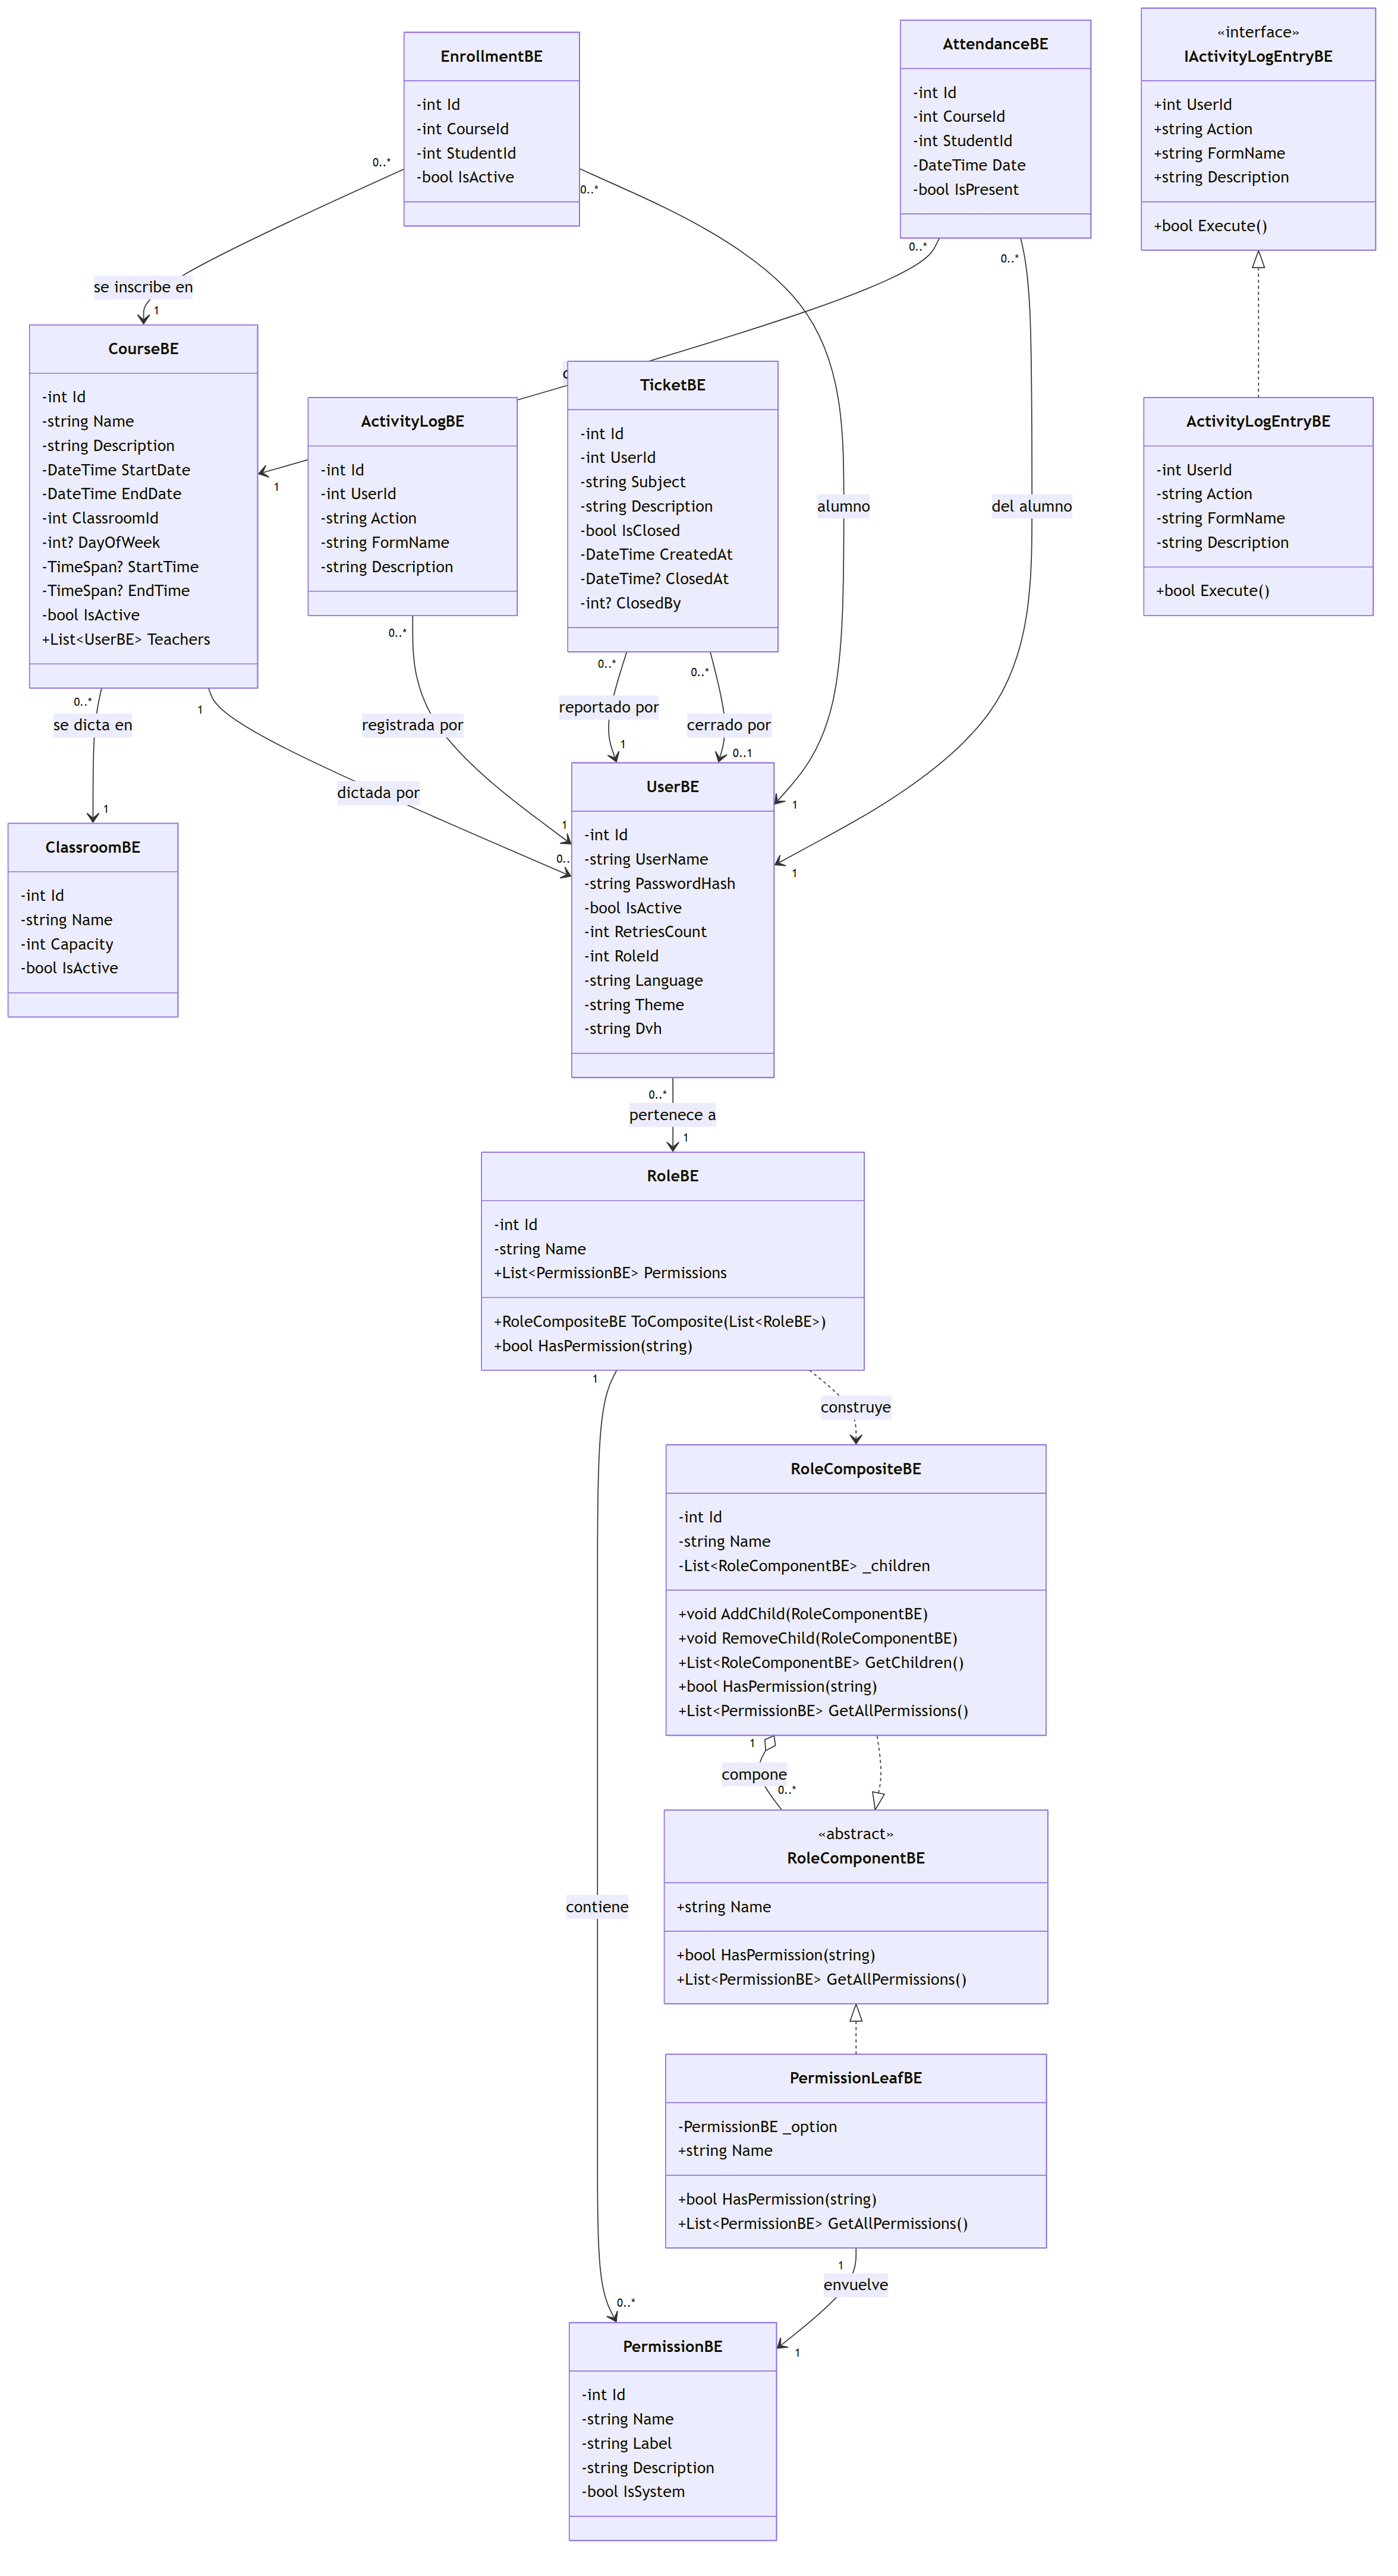 EnrollmentBE
-int Id
-int CourseId
-int StudentId
-bool IsActive
AttendanceBE
-int Id
-int CourseId
-int StudentId
-DateTime Date
-bool IsPresent
«interface»
IActivityLogEntryBE
+int UserId
+string Action
+string FormName
+string Description
+bool Execute()
0..*
0..*
0..*
0..*
se inscribe en
1
CourseBE
-int Id
-string Name
-string Description
-DateTime StartDate
-DateTime EndDate
-int ClassroomId
-int? DayOfWeek
-TimeSpan? StartTime
-TimeSpan? EndTime
-bool IsActive
+List<UserBE> Teachers
1
ActivityLogBE
-int Id
-int UserId
-string Action
-string FormName
-string Description
TicketBE
-int Id
-int UserId
-string Subject
-string Description
-bool IsClosed
-DateTime CreatedAt
-DateTime? ClosedAt
-int? ClosedBy
alumno
del alumno
ActivityLogEntryBE
-int UserId
-string Action
-string FormName
-string Description
+bool Execute()
0..*
se dicta en
1
1
dictada por
0..
0..*
registrada por
1
0..*
reportado por
1
0..*
cerrado por
0..1
1
1
ClassroomBE
-int Id
-string Name
-int Capacity
-bool IsActive
UserBE
-int Id
-string UserName
-string PasswordHash
-bool IsActive
-int RetriesCount
-int RoleId
-string Language
-string Theme
-string Dvh
0..*
pertenece a
1
RoleBE
-int Id
-string Name
+List<PermissionBE> Permissions
+RoleCompositeBE ToComposite(List<RoleBE>)
+bool HasPermission(string)
1
construye
RoleCompositeBE
-int Id
-string Name
-List<RoleComponentBE> _children
+void AddChild(RoleComponentBE)
+void RemoveChild(RoleComponentBE)
+List<RoleComponentBE> GetChildren()
+bool HasPermission(string)
+List<PermissionBE> GetAllPermissions()
1
compone
0..*
«abstract»
RoleComponentBE
+string Name
+bool HasPermission(string)
+List<PermissionBE> GetAllPermissions()
contiene
PermissionLeafBE
-PermissionBE _option
+string Name
+bool HasPermission(string)
+List<PermissionBE> GetAllPermissions()
1
envuelve
0..*
1
PermissionBE
-int Id
-string Name
-string Label
-string Description
-bool IsSystem